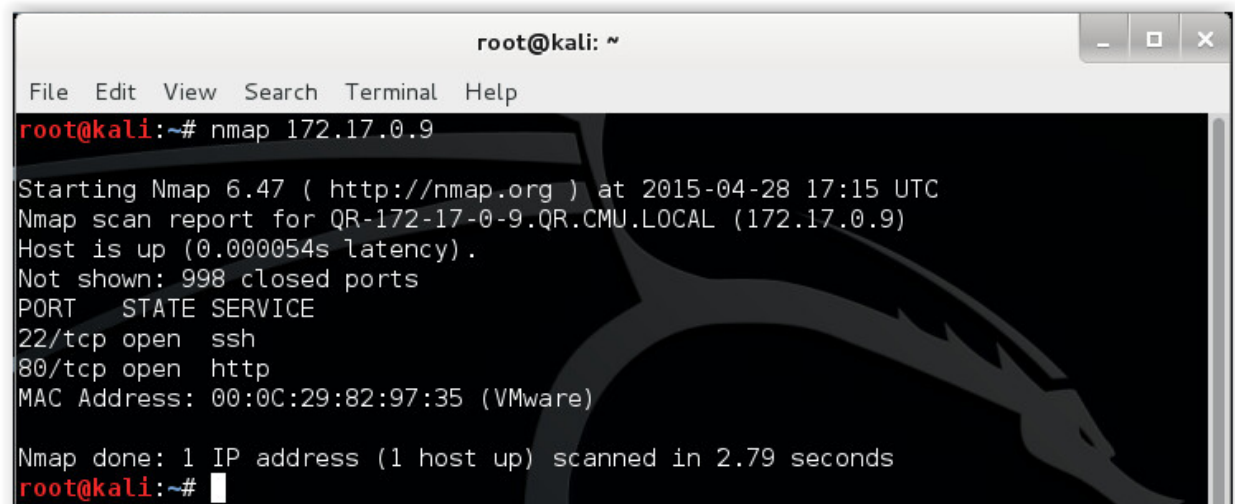 root@kali: ~
File Edit View Search Terminal Help
root@kali:~# nmap 172.17.0.9
Starting Nmap 6.47 ( http://nmap.org ) at 2015-04-28 17:15 UTC
Nmap scan report for QR-172-17-0-9.QR.CMU.LOCAL (172.17.0.9)
Host is up (0.000054s latency).
Not shown: 998 closed ports
PORT   STATE SERVICE
22/tcp open  ssh
80/tcp open  http
MAC Address: 00:0C:29:82:97:35 (VMware)
Nmap done: 1 IP address (1 host up) scanned in 2.79 seconds
root@kali:~#